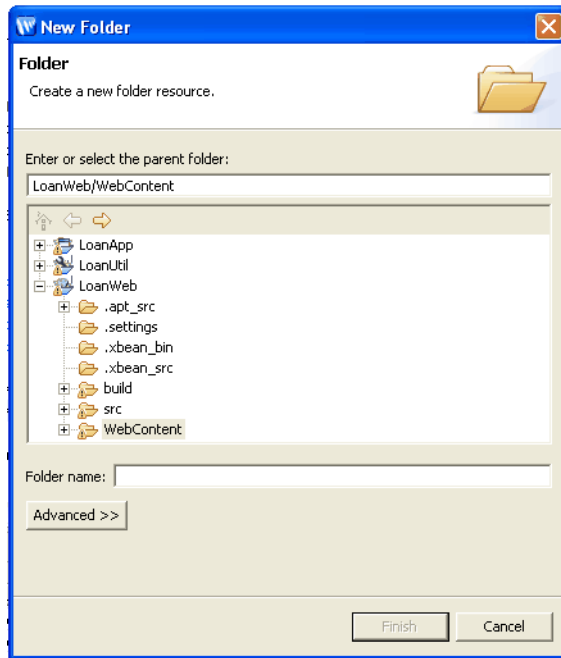 New Folder
Folder
Create a new folder resource.
Enter or select the parent folder:
LoanWeb/WebContent
LoanApp
LoanUtil
LoanWeb
.apt_src
.settings
.xbean_bin
.xbean_src
build
src
WebContent
Folder name:
Advanced >>
Finish Cancel